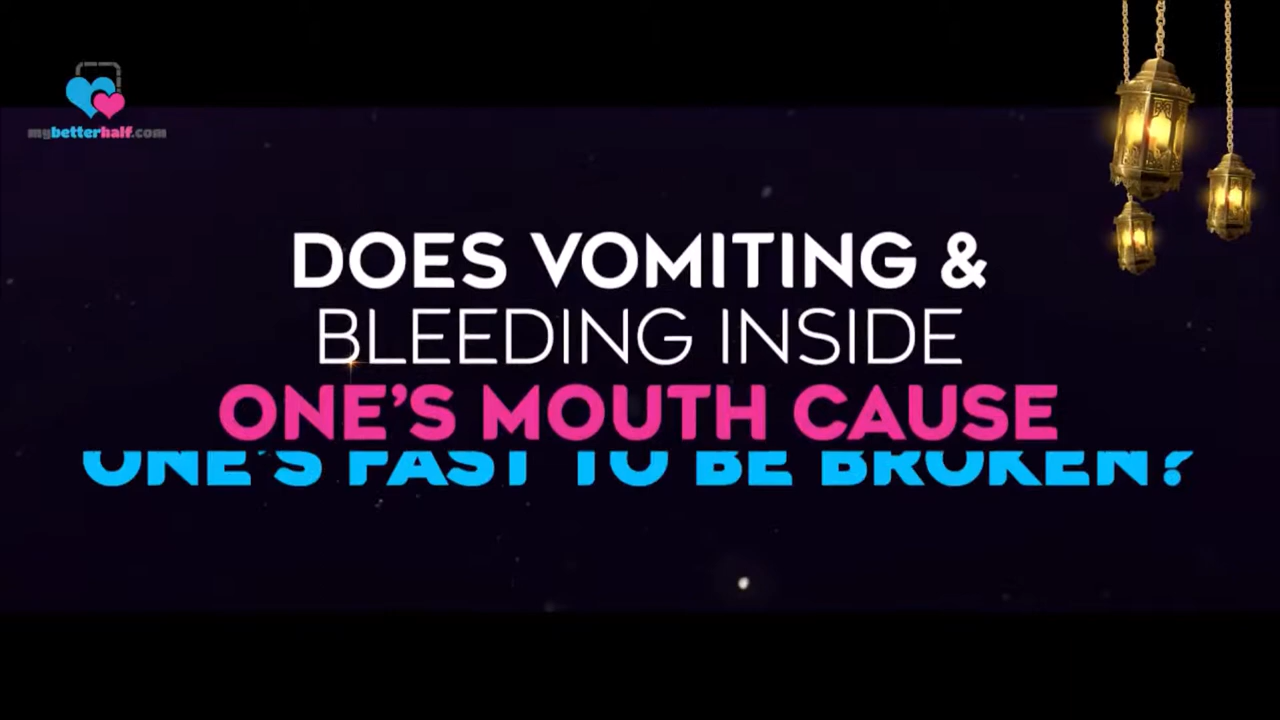 mybetterhalf.com
DOES VOMITING &
BLEEDING INSIDE
ONE'S MOUTH CAUSE
ONE'S FAST TO BE BROKEN?